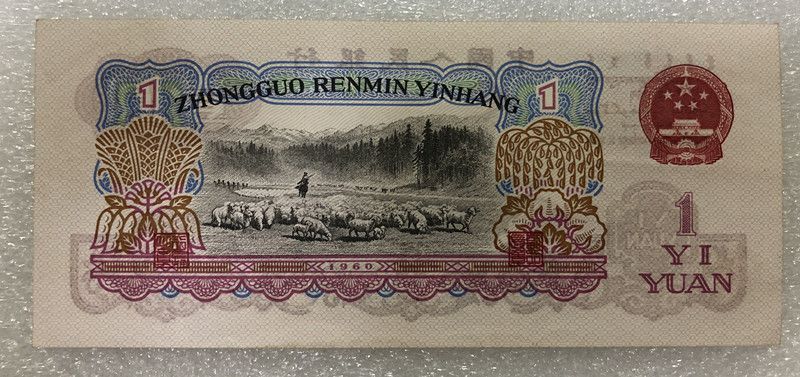 1
1
ZHONGGUO RENMIN YINHANG
1960
1
YI
YUAN